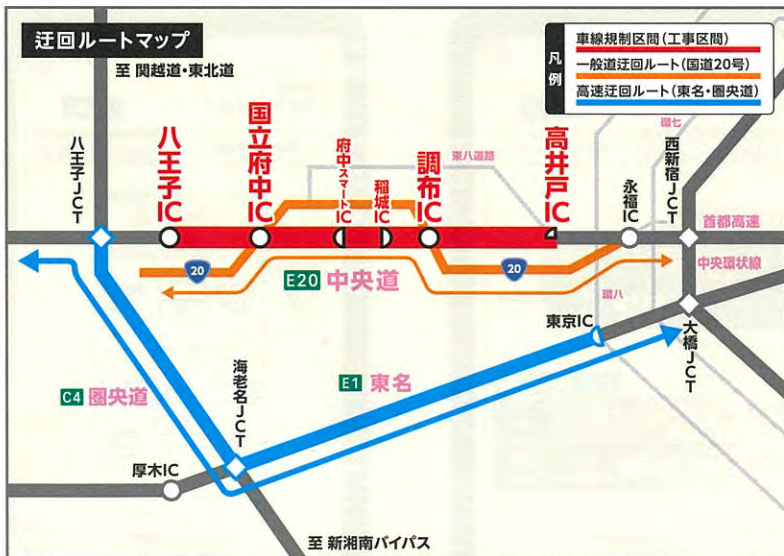 迂回ルートマップ
至 関越道・東北道
凡例
車線規制区間(工事区間)
一般道迂回ルート(国道20号)
高速迂回ルート(東名・圏央道)
環七
八王子JCT
八王子IC
国立府中IC
府中スマートIC
稲城IC
調布IC
東八道路
高井戸IC
永福IC
西新宿JCT
首都高速
中央環状線
20
20
E20 中央道
環八
東京IC
大橋JCT
E1 東名
C4 圏央道
海老名JCT
厚木IC
至 新湘南バイパス